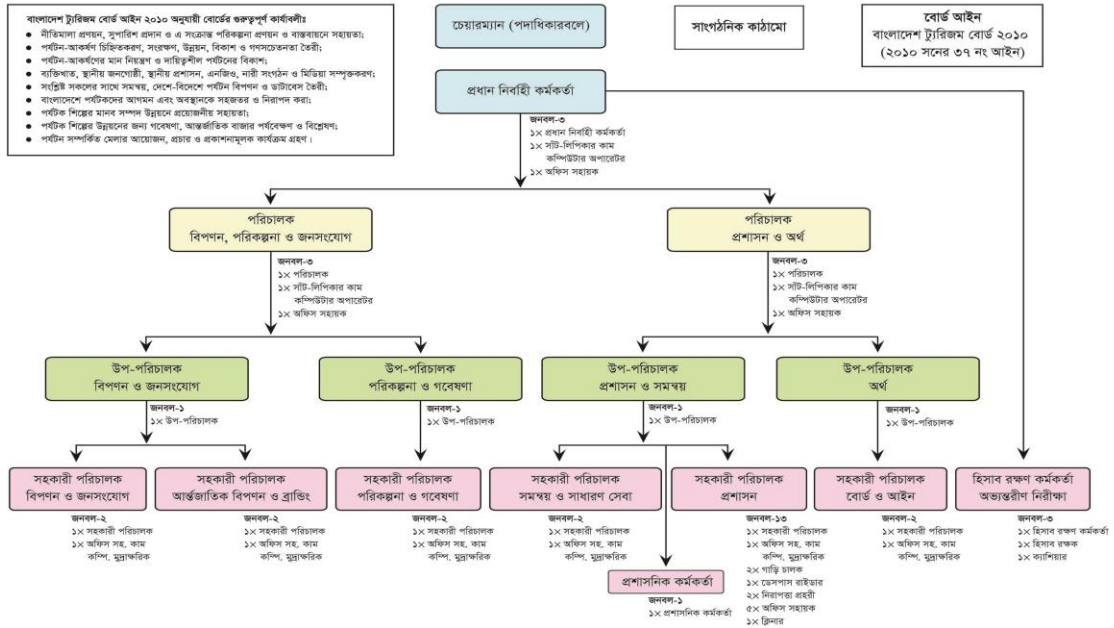 বাংলাদেশ ট্যুরিজম বোর্ড আইন ২০১০ অনুযায়ী বোর্ডের গুরুত্বপূর্ণ কার্যাবলীঃ
• নীতিমালা প্রণয়ন, সুপারিশ প্রদান ও এ সংক্রান্ত পরিকল্পনা প্রণয়ন ও বাস্তবায়নে সহায়তা;
• পর্যটন-আকর্ষণ চিহ্নিতকরণ, সংরক্ষণ, উন্নয়ন, বিকাশ ও গণসচেতনতা তৈরী;
• পর্যটন-আকর্ষণের মান নিয়ন্ত্রণ ও দায়িত্বশীল পর্যটনের বিকাশ;
• ব্যক্তিখাত, স্থানীয় জনগোষ্ঠী, স্থানীয় প্রশাসন, এনজিও, নারী সংগঠন ও মিডিয়া সম্পৃক্তকরণ;
• সংশ্লিষ্ট সকলের সাথে সমন্বয়, দেশে-বিদেশে পর্যটন বিপণন ও ডাটাবেস তৈরী;
• বাংলাদেশে পর্যটকদের আগমন এবং অবস্থানকে সহজতর ও নিরাপদ করা;
• পর্যটক শিল্পের মানব সম্পদ উন্নয়নে প্রয়োজনীয় সহায়তা;
• পর্যটক শিল্পের উন্নয়নের জন্য গবেষণা, আন্তর্জাতিক বাজার পর্যবেক্ষণ ও বিশ্লেষণ;
• পর্যটন সম্পর্কিত মেলার আয়োজন, প্রচার ও প্রকাশনামূলক কার্যক্রম গ্রহণ।
চেয়ারম্যান (পদাধিকারবলে)
সাংগঠনিক কাঠামো
বোর্ড আইন
বাংলাদেশ ট্যুরিজম বোর্ড ২০১০
(২০১০ সনের ৩৭ নং আইন)
প্রধান নির্বাহী কর্মকর্তা
জনবল-৩
১× প্রধান নির্বাহী কর্মকর্তা
১× সাঁট-লিপিকার কাম
কম্পিউটার অপারেটর
১× অফিস সহায়ক
পরিচালক
বিপণন, পরিকল্পনা ও জনসংযোগ
জনবল-৩
১× পরিচালক
১× সাঁট-লিপিকার কাম
কম্পিউটার অপারেটর
১× অফিস সহায়ক
পরিচালক
প্রশাসন ও অর্থ
জনবল-৩
১× পরিচালক
১× সাঁট-লিপিকার কাম
কম্পিউটার অপারেটর
১× অফিস সহায়ক
উপ-পরিচালক
বিপণন ও জনসংযোগ
জনবল-১
১× উপ-পরিচালক
উপ-পরিচালক
পরিকল্পনা ও গবেষণা
জনবল-১
১× উপ-পরিচালক
উপ-পরিচালক
প্রশাসন ও সমন্বয়
জনবল-১
১× উপ-পরিচালক
উপ-পরিচালক
অর্থ
জনবল-১
১× উপ-পরিচালক
সহকারী পরিচালক
বিপণন ও জনসংযোগ
জনবল-২
১× সহকারী পরিচালক
১× অফিস সহ. কাম
কম্পি. মুদ্রাক্ষরিক
সহকারী পরিচালক
আর্ন্তজাতিক বিপণন ও ব্রান্ডিং
জনবল-২
১× সহকারী পরিচালক
১× অফিস সহ. কাম
কম্পি. মুদ্রাক্ষরিক
সহকারী পরিচালক
পরিকল্পনা ও গবেষণা
জনবল-২
১× সহকারী পরিচালক
১× অফিস সহ. কাম
কম্পি. মুদ্রাক্ষরিক
সহকারী পরিচালক
সমন্বয় ও সাধারণ সেবা
জনবল-২
১× সহকারী পরিচালক
১× অফিস সহ. কাম
কম্পি. মুদ্রাক্ষরিক
প্রশাসনিক কর্মকর্তা
জনবল-১
১× প্রশাসনিক কর্মকর্তা
সহকারী পরিচালক
প্রশাসন
জনবল-১৩
১× সহকারী পরিচালক
১× অফিস সহ. কাম
কম্পি. মুদ্রাক্ষরিক
২× গাড়ি চালক
১× ডেসপাস রাইডার
২× নিরাপত্তা প্রহরী
৫× অফিস সহায়ক
১× ক্লিনার
সহকারী পরিচালক
বোর্ড ও আইন
জনবল-২
১× সহকারী পরিচালক
১× অফিস সহ. কাম
কম্পি. মুদ্রাক্ষরিক
হিসাব রক্ষণ কর্মকর্তা
অভ্যন্তরীণ নিরীক্ষা
জনবল-৩
১× হিসাব রক্ষণ কর্মকর্তা
১× হিসাব রক্ষক
১× ক্যাশিয়ার